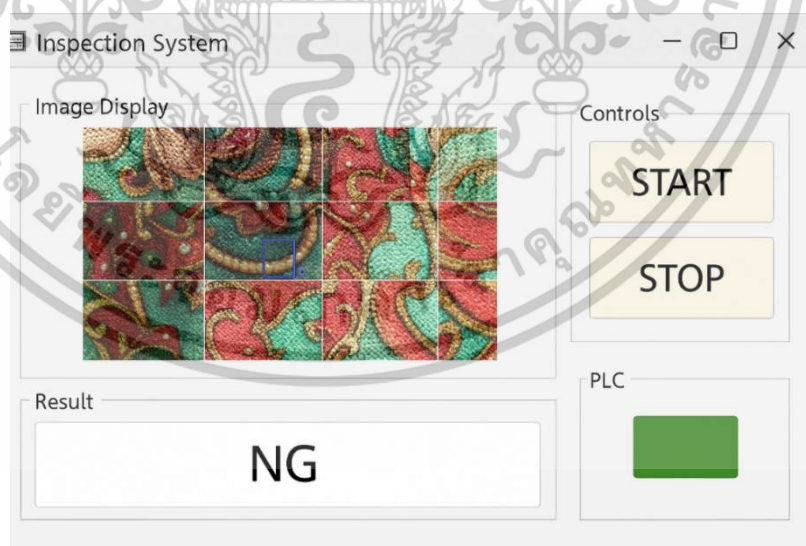 Inspection System
Image Display
Controls
START
STOP
PLC
Result
NG